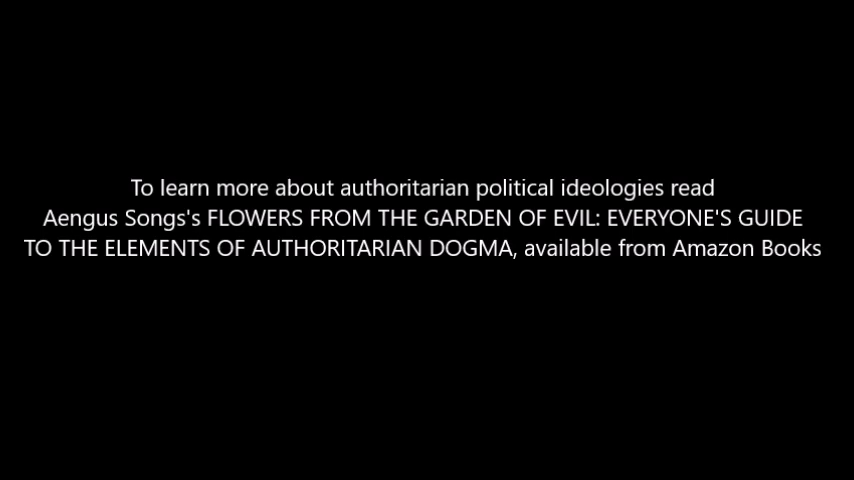 To learn more about authoritarian political ideologies read
Aengus Songs's FLOWERS FROM THE GARDEN OF EVIL: EVERYONE'S GUIDE
TO THE ELEMENTS OF AUTHORITARIAN DOGMA, available from Amazon Books